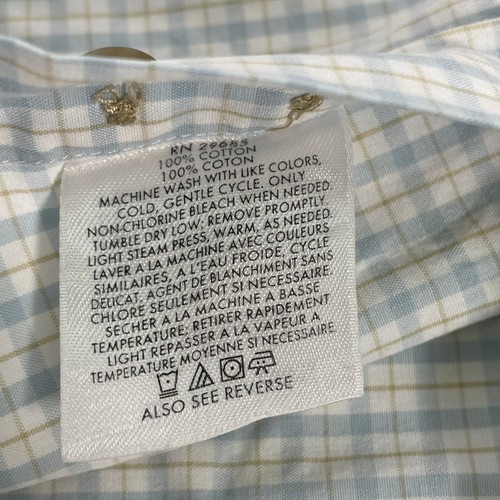 RN 29685
100% COTTON
100% COTON
MACHINE WASH WITH LIKE COLORS,
COLD, GENTLE CYCLE. ONLY
NON-CHLORINE BLEACH WHEN NEEDED.
TUMBLE DRY LOW; REMOVE PROMPTLY.
LIGHT STEAM PRESS, WARM, AS NEEDED.
LAVER A LA MACHINE AVEC COULEURS
SIMILAIRES, A L'EAU FROIDE, CYCLE
DELICAT, AGENT DE BLANCHIMENT SANS
CHLORE SEULEMENT SI NECESSAIRE.
SECHER A LA MACHINE A BASSE
TEMPERATURE; RETIRER RAPIDEMENT
LIGHT REPASSER A LA VAPEUR A
TEMPERATURE MOYENNE SI NECESSAIRE.
ALSO SEE REVERSE